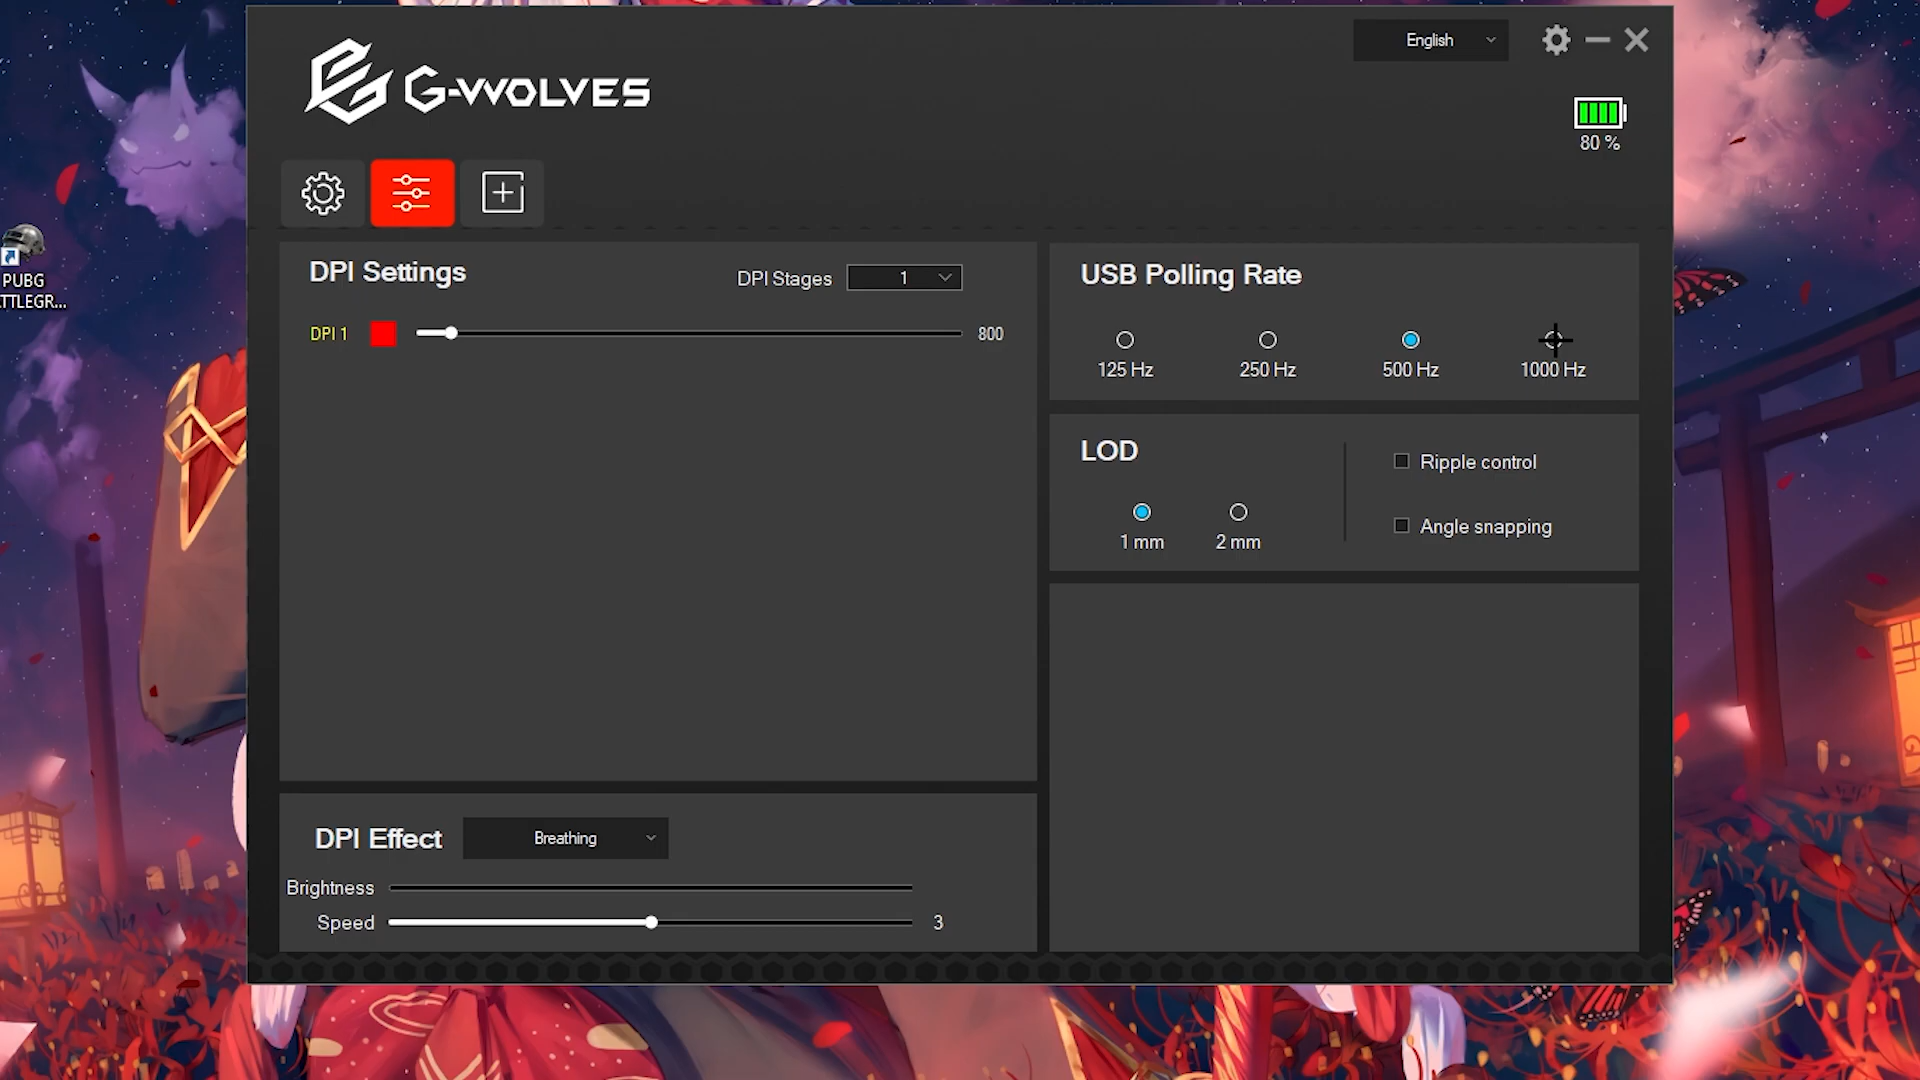 English
G-WOLVES
80 %
PUBG
TTLEGR...
DPI Settings
DPI Stages 1
DPI 1 800
USB Polling Rate
125 Hz 250 Hz 500 Hz 1000 Hz
LOD
1 mm 2 mm
Ripple control
Angle snapping
DPI Effect Breathing
Brightness
Speed 3